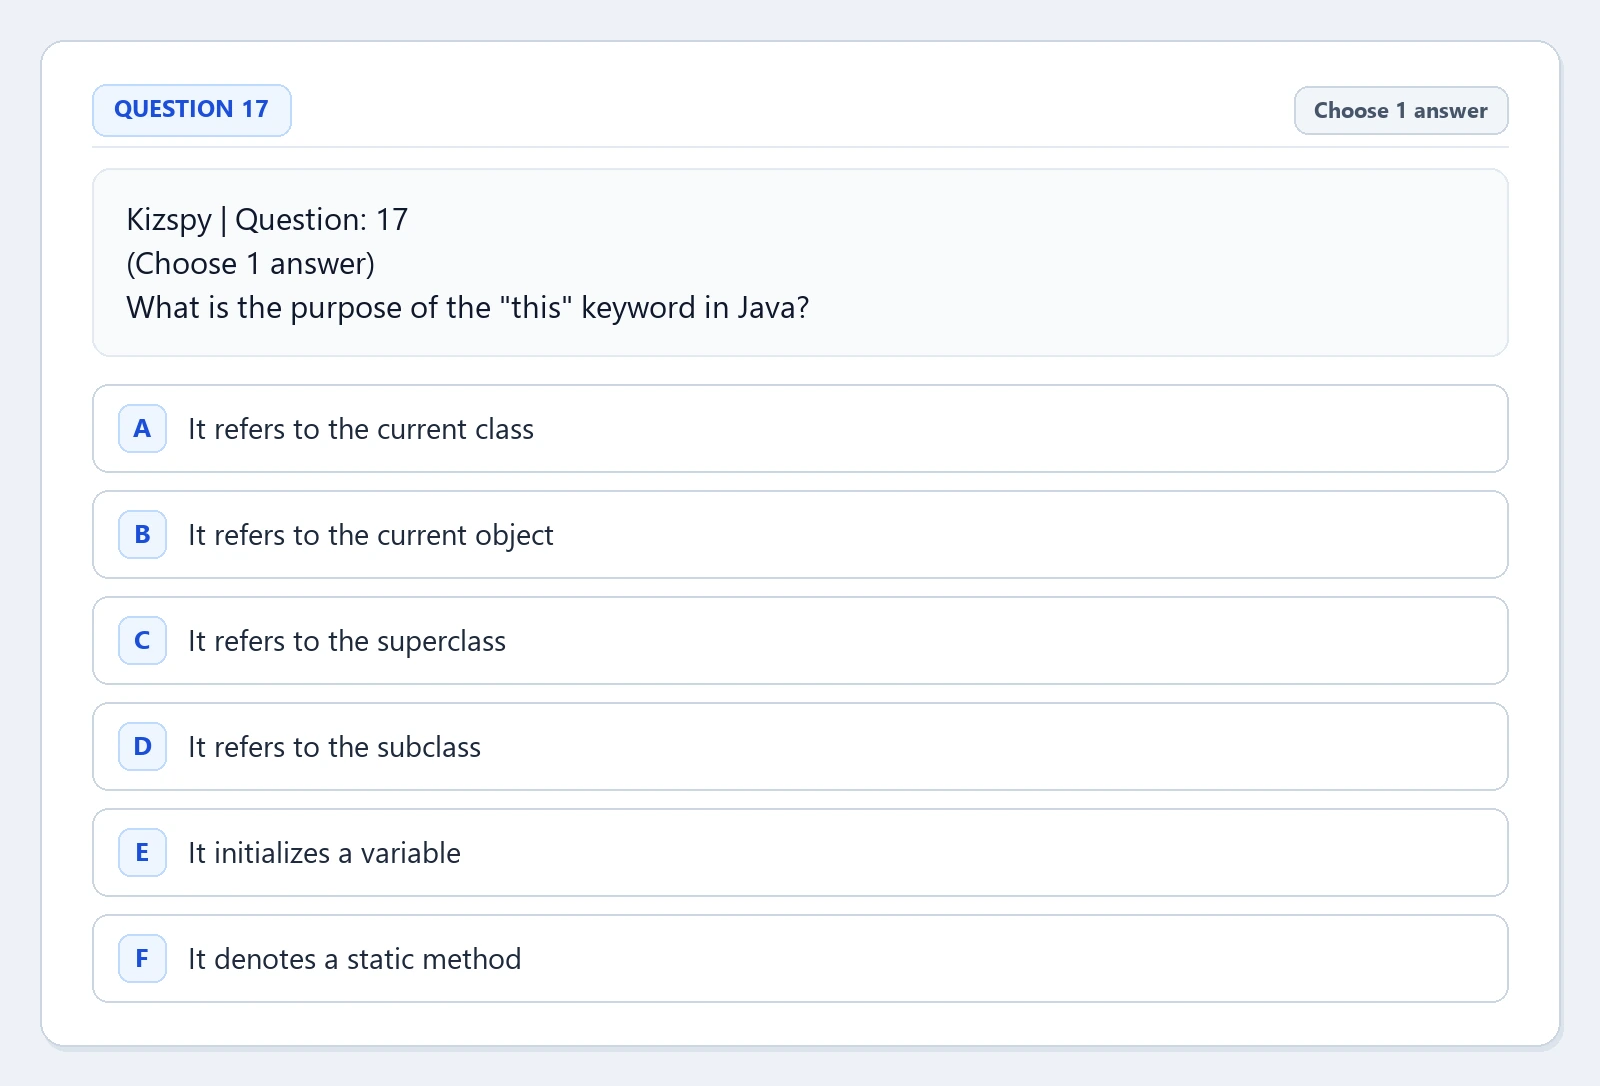 QUESTION 17
Choose 1 answer
Kizspy | Question: 17
(Choose 1 answer)
What is the purpose of the "this" keyword in Java?
A It refers to the current class
B It refers to the current object
C It refers to the superclass
D It refers to the subclass
E It initializes a variable
F It denotes a static method